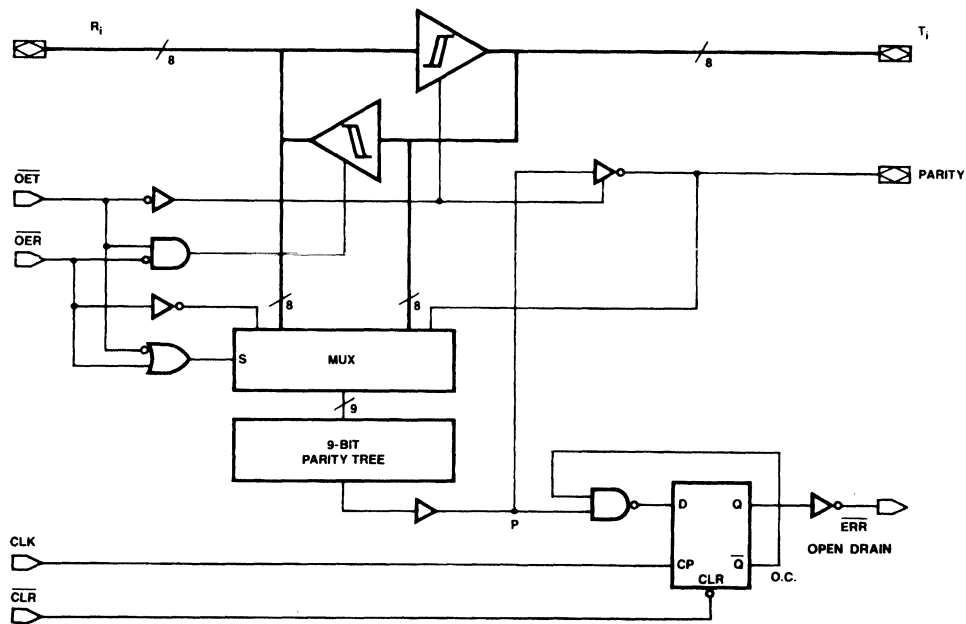 Ri
Ti
8
8
OET
PARITY
OER
8
8
S
MUX
9
9-BIT
PARITY TREE
P
D
Q
ERR
OPEN DRAIN
CLK
CP
Q
O.C.
CLR
CLR